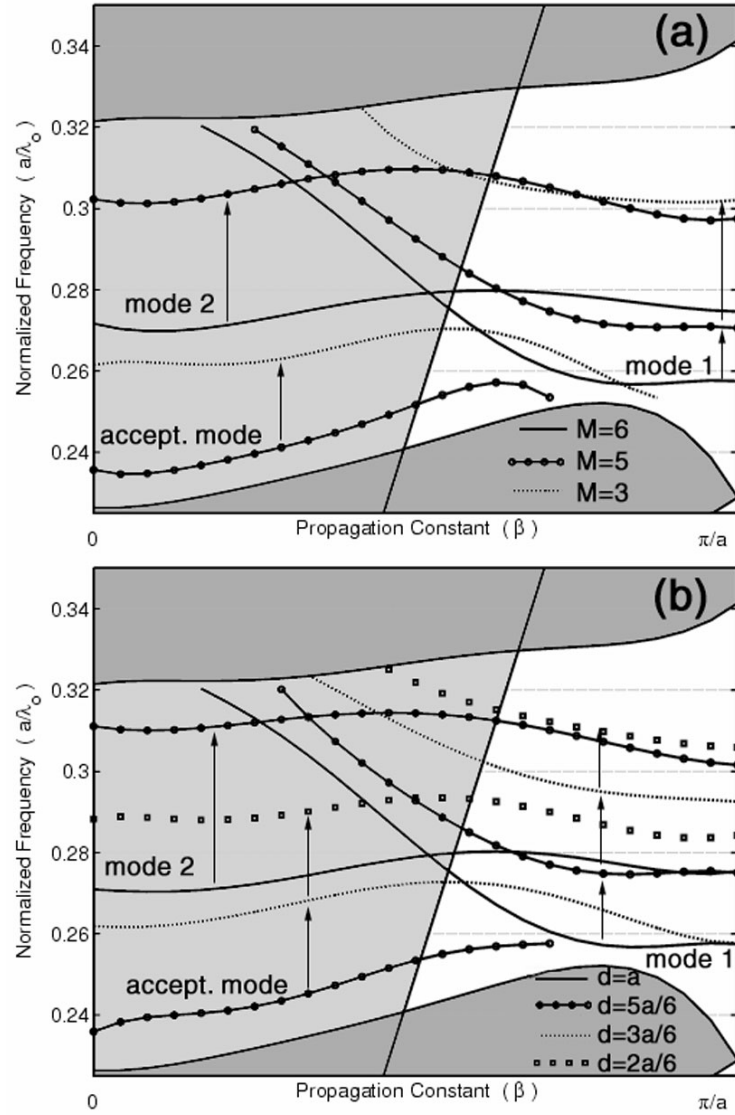 (a)
0.34
0.32
0.3
0.28
0.26
0.24
Normalized Frequency ( a/λo )
mode 2
mode 1
accept. mode
M=6
M=5
M=3
0
Propagation Constant ( β )
π/a
(b)
0.34
0.32
0.3
0.28
0.26
0.24
Normalized Frequency ( a/λo )
mode 2
accept. mode
mode 1
d=a
d=5a/6
d=3a/6
d=2a/6
0
Propagation Constant ( β )
π/a